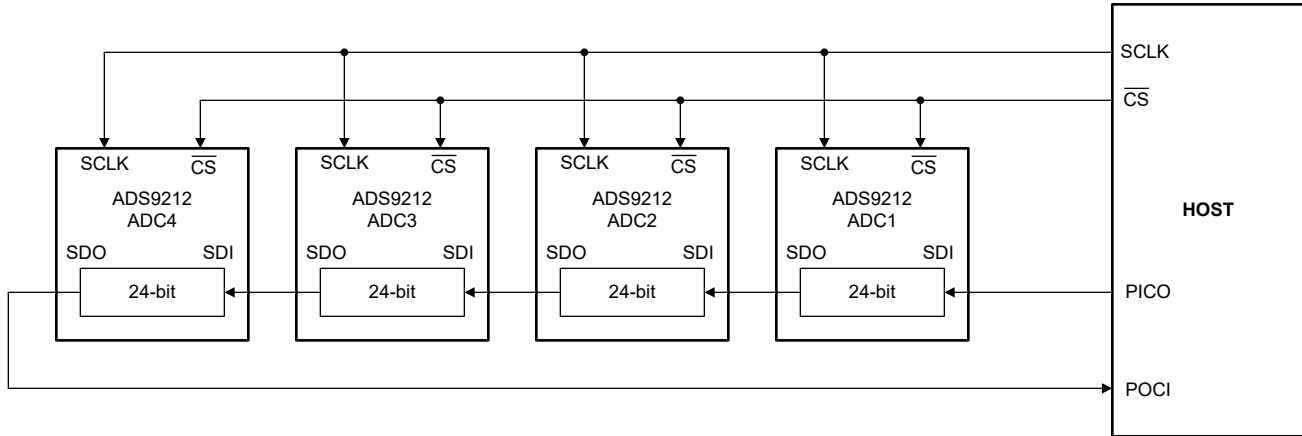 SCLK
CS
SCLK CS SCLK CS SCLK CS SCLK CS
ADS9212 ADS9212 ADS9212 ADS9212
ADC4 ADC3 ADC2 ADC1
HOST
SDO SDI SDO SDI SDO SDI SDO SDI
24-bit 24-bit 24-bit 24-bit
PICO
POCI